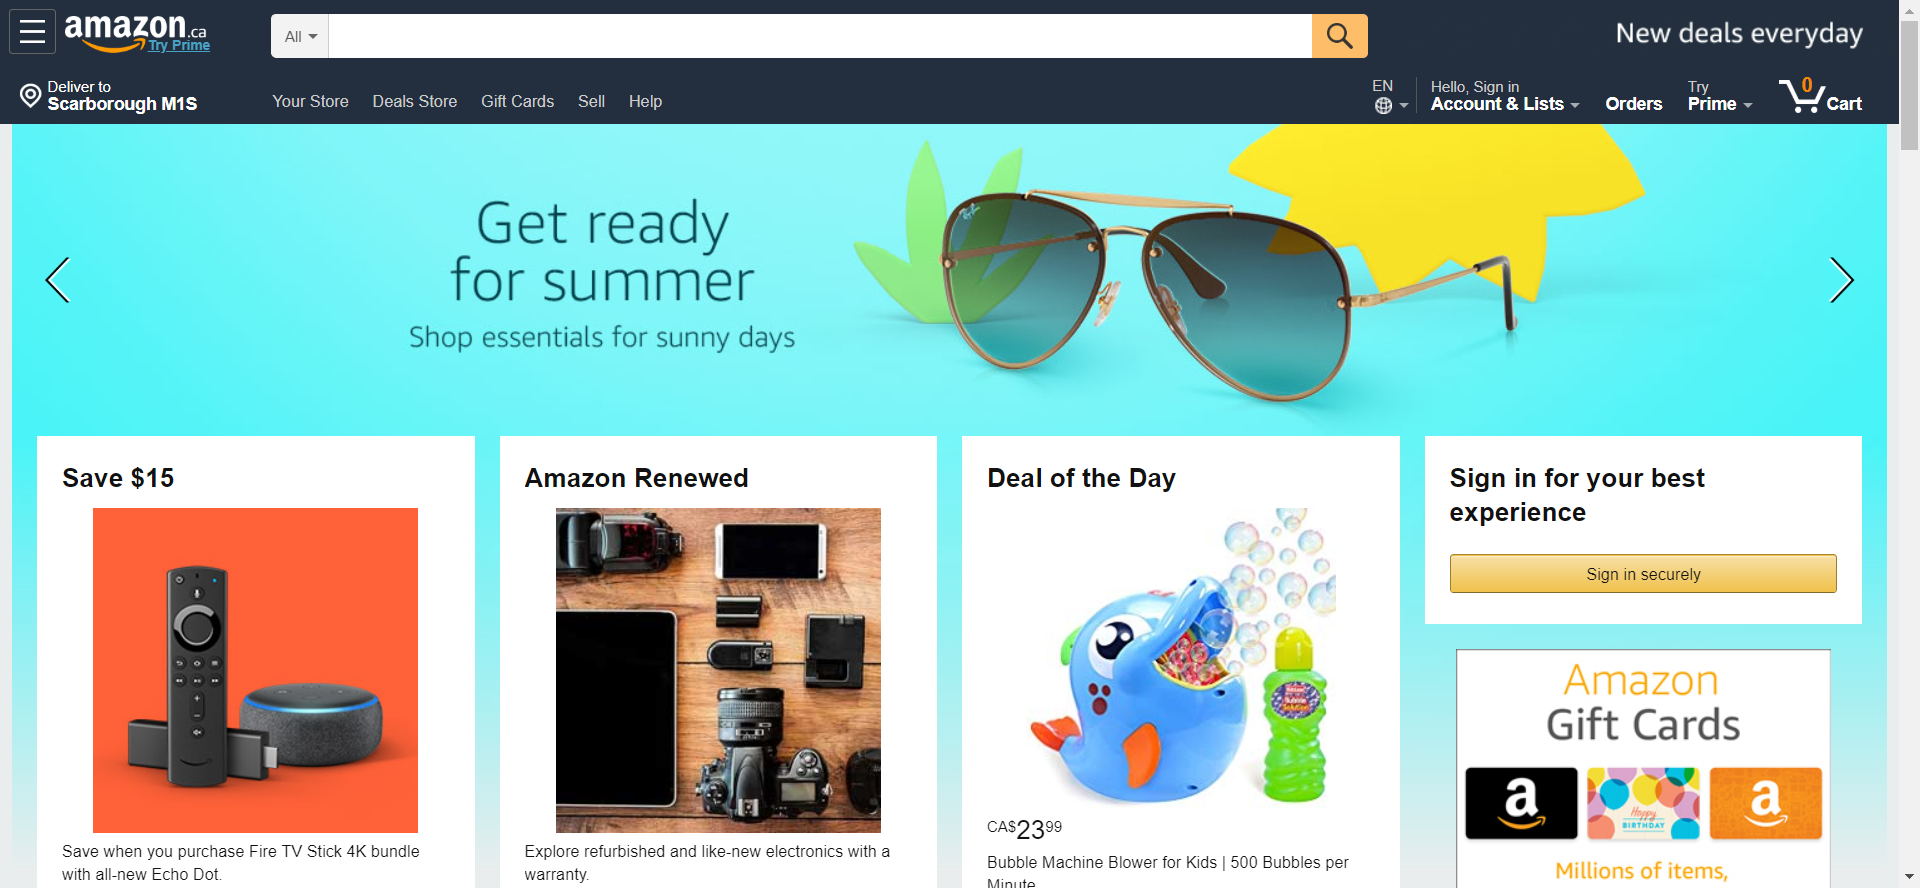 amazon.ca
Try Prime
All
New deals everyday
Deliver to
Scarborough M1S
Your Store
Deals Store
Gift Cards
Sell
Help
EN
Hello, Sign in
Account & Lists
Orders
Try
Prime
0
Cart
Get ready
for summer
Shop essentials for sunny days
Ray-Ban
Save $15
Save when you purchase Fire TV Stick 4K bundle
with all-new Echo Dot.
Amazon Renewed
Explore refurbished and like-new electronics with a
warranty.
Deal of the Day
Bubble
Solution
CA$23 99
Bubble Machine Blower for Kids | 500 Bubbles per
Minute
Sign in for your best
experience
Sign in securely
Amazon
Gift Cards
a
Happy
BIRTHDAY
a
Millions of items,